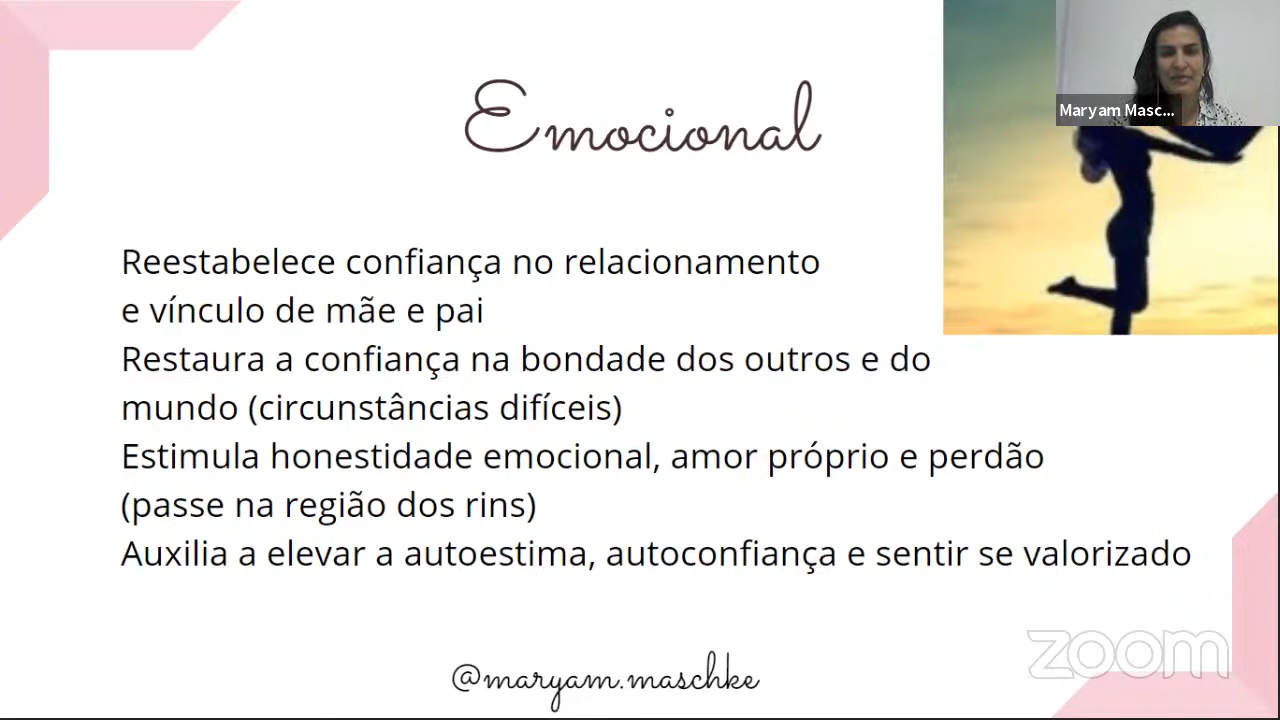 Emocional
Maryam Masc...
Reestabelece confiança no relacionamento
e vínculo de mãe e pai
Restaura a confiança na bondade dos outros e do
mundo (circunstâncias difíceis)
Estimula honestidade emocional, amor próprio e perdão
(passe na região dos rins)
Auxilia a elevar a autoestima, autoconfiança e sentir se valorizado
zoom
@maryam.maschke